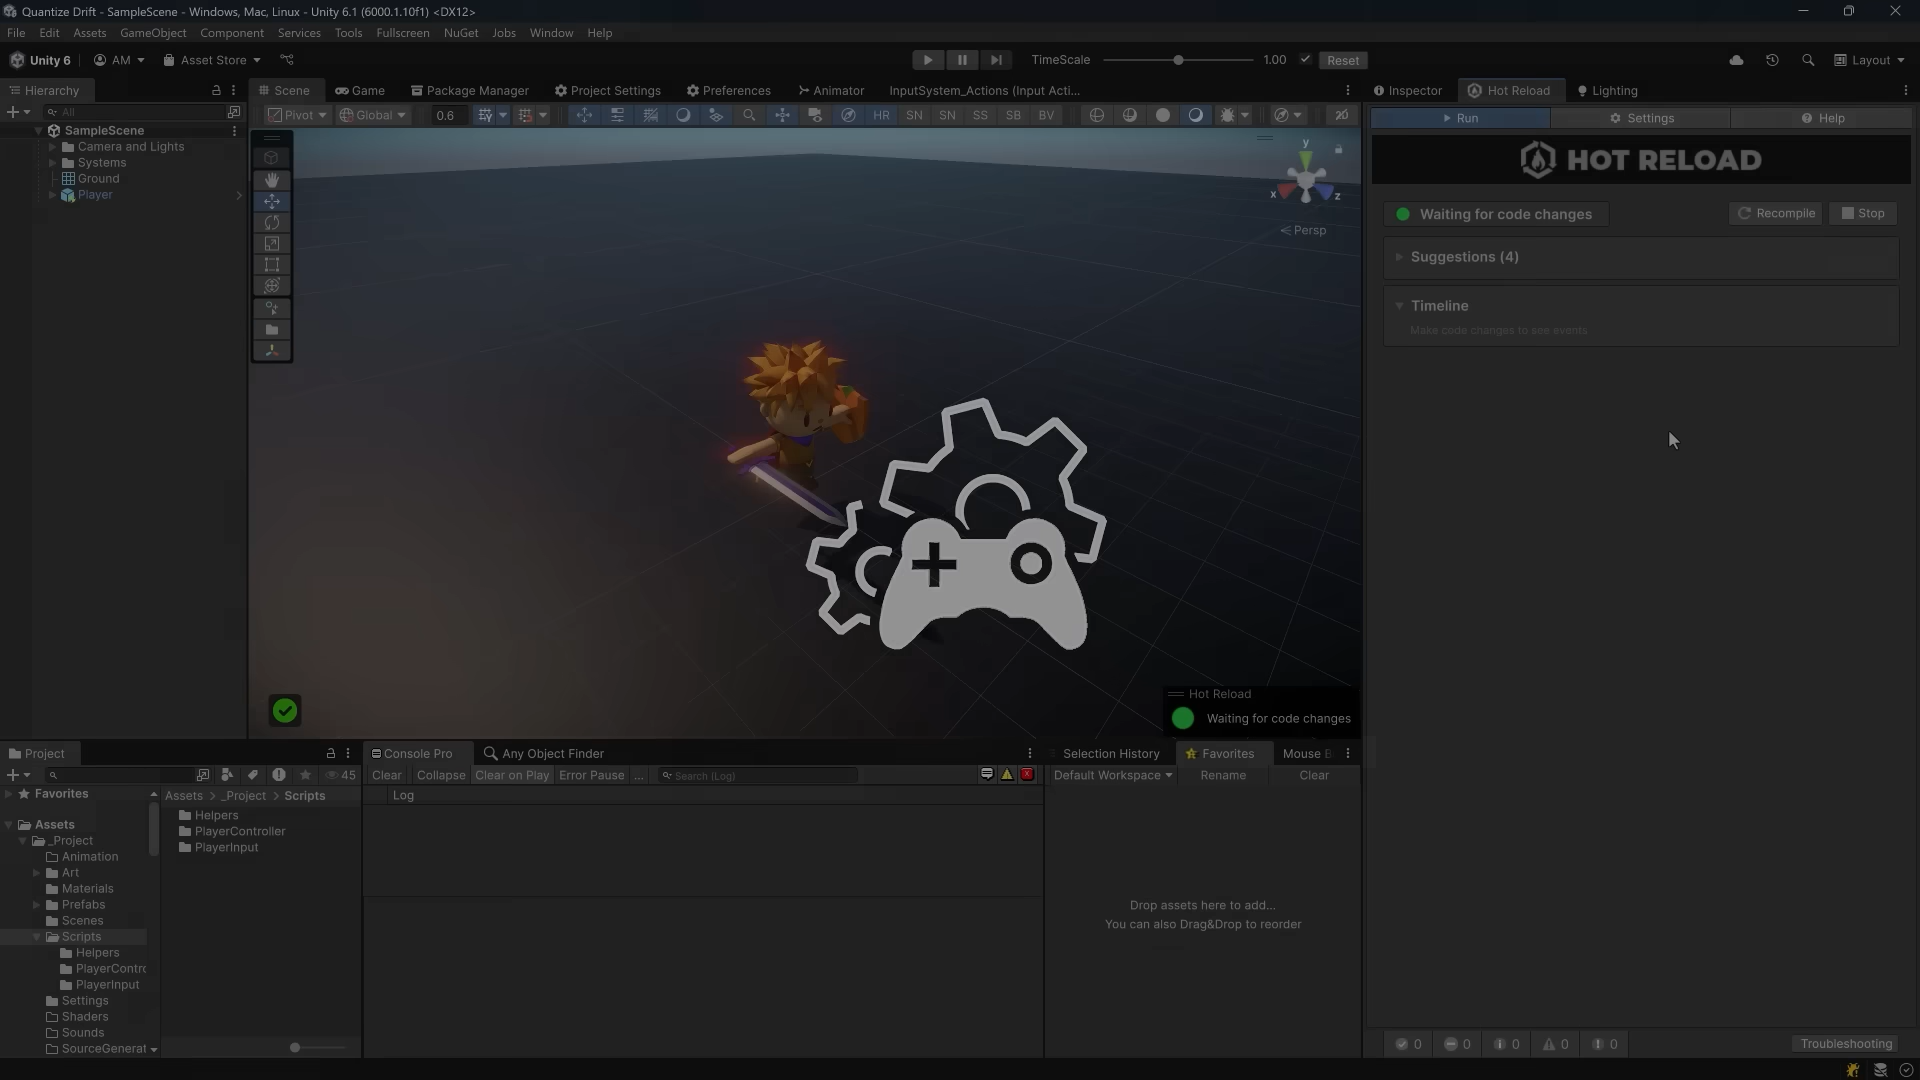 Quantize Drift - SampleScene - Windows, Mac, Linux - Unity 6.1 (6000.1.10f1) <DX12>
File Edit Assets GameObject Component Services Tools Fullscreen NuGet Jobs Window Help
Unity 6 AM Asset Store TimeScale 1.00 Reset Layout
Hierarchy Scene Game Package Manager Project Settings Preferences Animator InputSystem_Actions (Input Acti... Inspector Hot Reload Lighting
All Pivot Global 0.6 HR SN SN SS SB BV 2D Run Settings Help
SampleScene
Camera and Lights
Systems
Ground
Player
y
x
z
Persp
HOT RELOAD
Waiting for code changes Recompile Stop
Suggestions (4)
Timeline
Make code changes to see events
Hot Reload
Waiting for code changes
Project Console Pro Any Object Finder Selection History Favorites Mouse B
45 Clear Collapse Clear on Play Error Pause ... Search (Log) Default Workspace Rename Clear
Favorites
Assets
_Project
Animation
Art
Materials
Prefabs
Scenes
Scripts
Helpers
PlayerContro
PlayerInput
Settings
Shaders
Sounds
SourceGenerat
Assets > _Project > Scripts
Helpers
PlayerController
PlayerInput
Log
Drop assets here to add...
You can also Drag&Drop to reorder
0 0 0 0 0 Troubleshooting